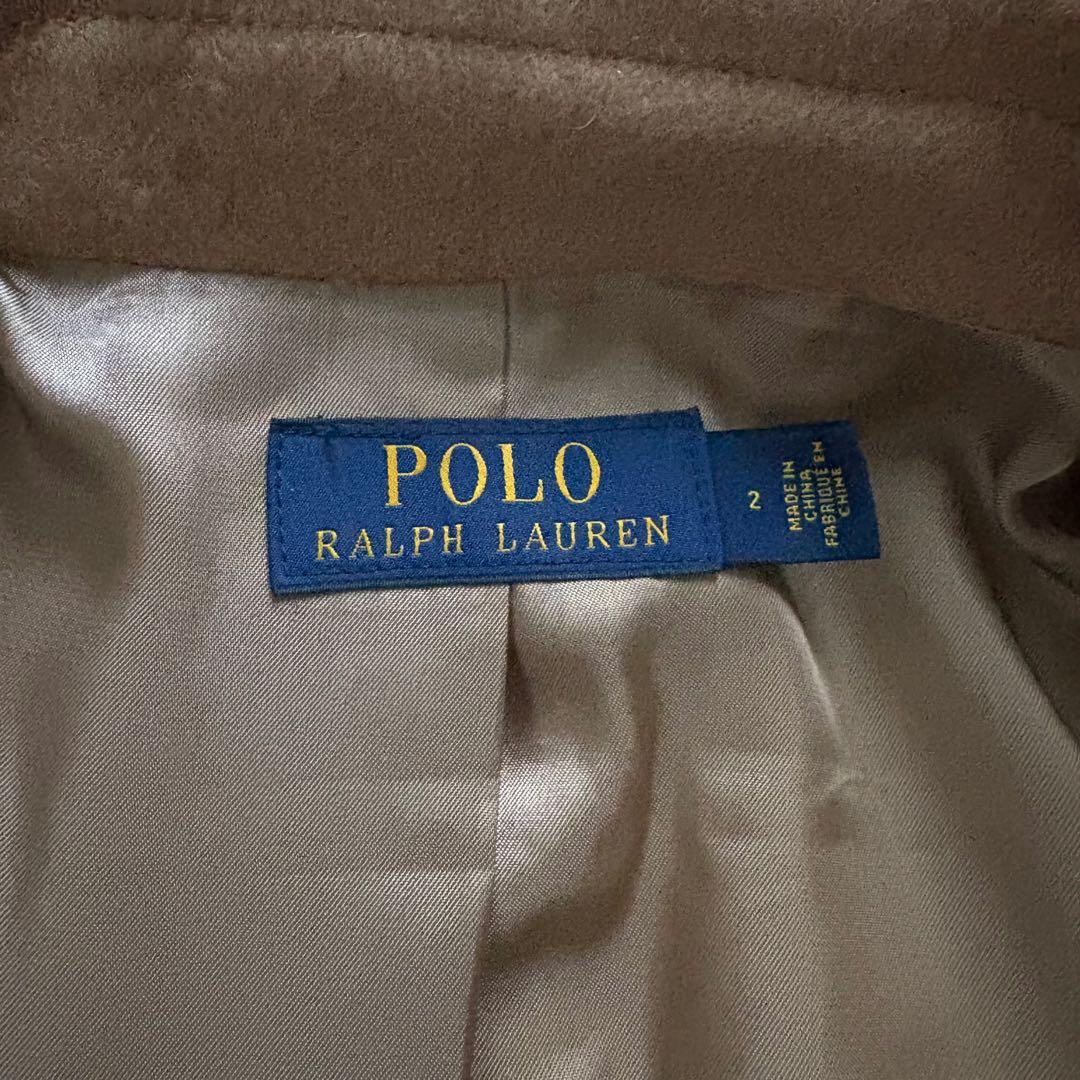 POLO
RALPH LAUREN
2
MADE IN
CHINA
FABRIQUÉ EN
CHINE